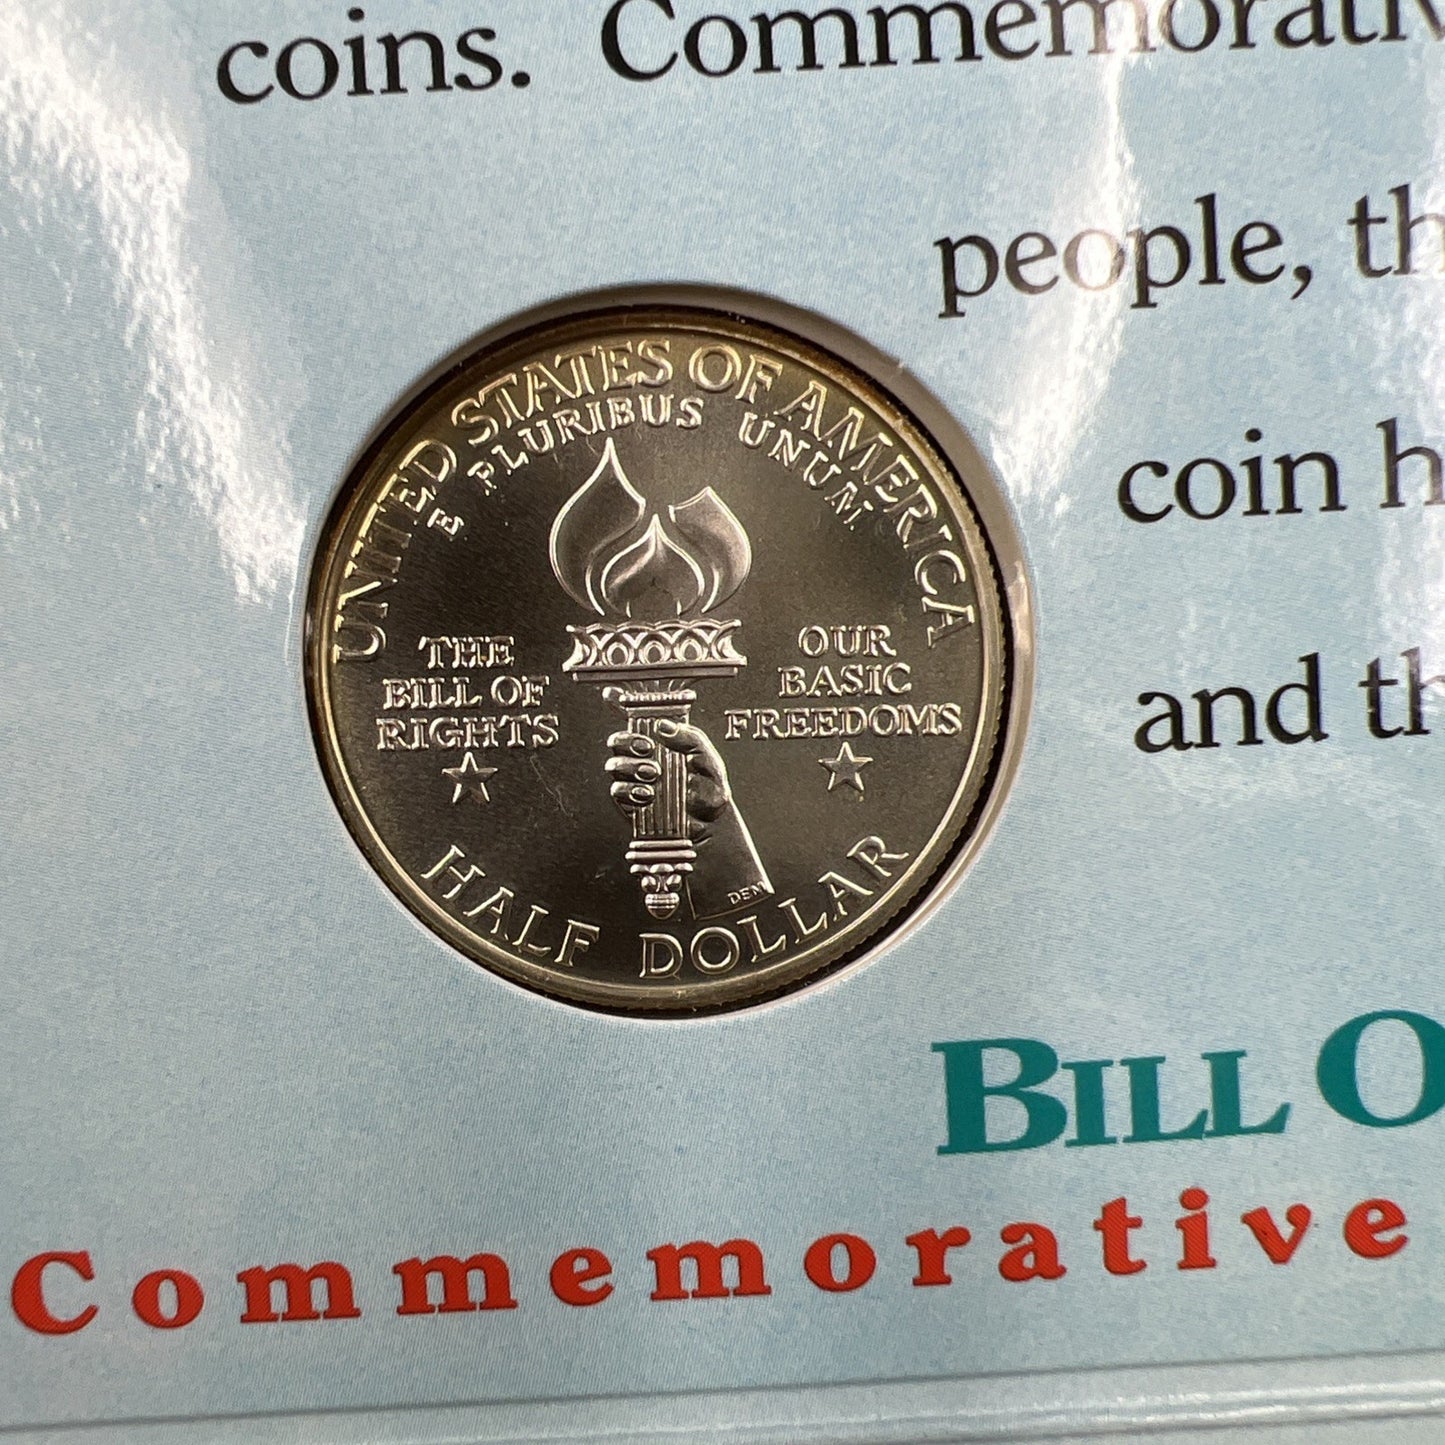 coins. Commemorativ
people, th
coin h
and th
UNITED STATES OF AMERICA
E PLURIBUS UNUM
THE
BILL OF
RIGHTS
OUR
BASIC
FREEDOMS
DEM
HALF DOLLAR
BILL O
Commemorative